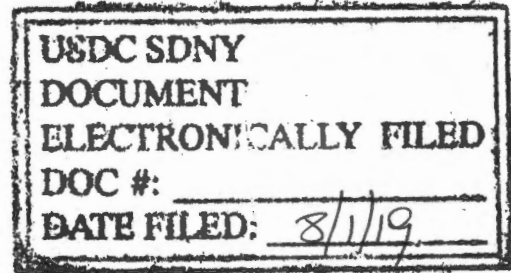 USDC SDNY
DOCUMENT
ELECTRONICALLY FILED
DOC #:
DATE FILED: 8/1/19